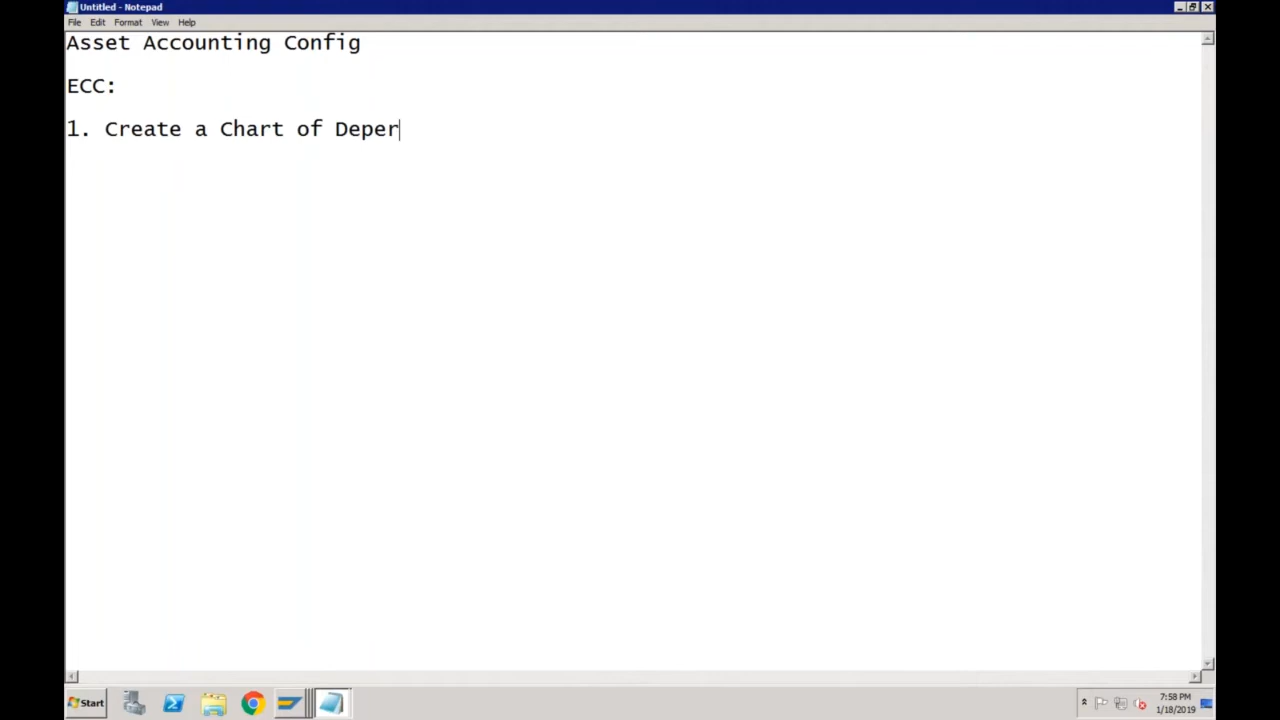 Untitled - Notepad
File Edit Format View Help
Asset Accounting Config
ECC:
1. Create a Chart of Deper
Start
7:58 PM
1/18/2019